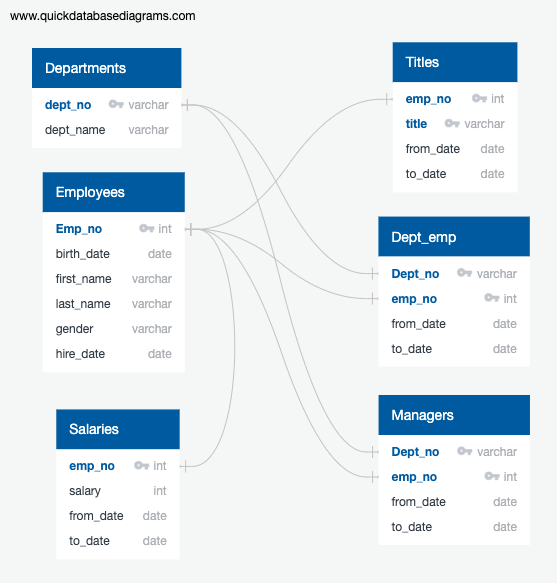 www.quickdatabasediagrams.com
Departments
dept_no varchar
dept_name varchar
Employees
Emp_no int
birth_date date
first_name varchar
last_name varchar
gender varchar
hire_date date
Salaries
emp_no int
salary int
from_date date
to_date date
Titles
emp_no int
title varchar
from_date date
to_date date
Dept_emp
Dept_no varchar
emp_no int
from_date date
to_date date
Managers
Dept_no varchar
emp_no int
from_date date
to_date date